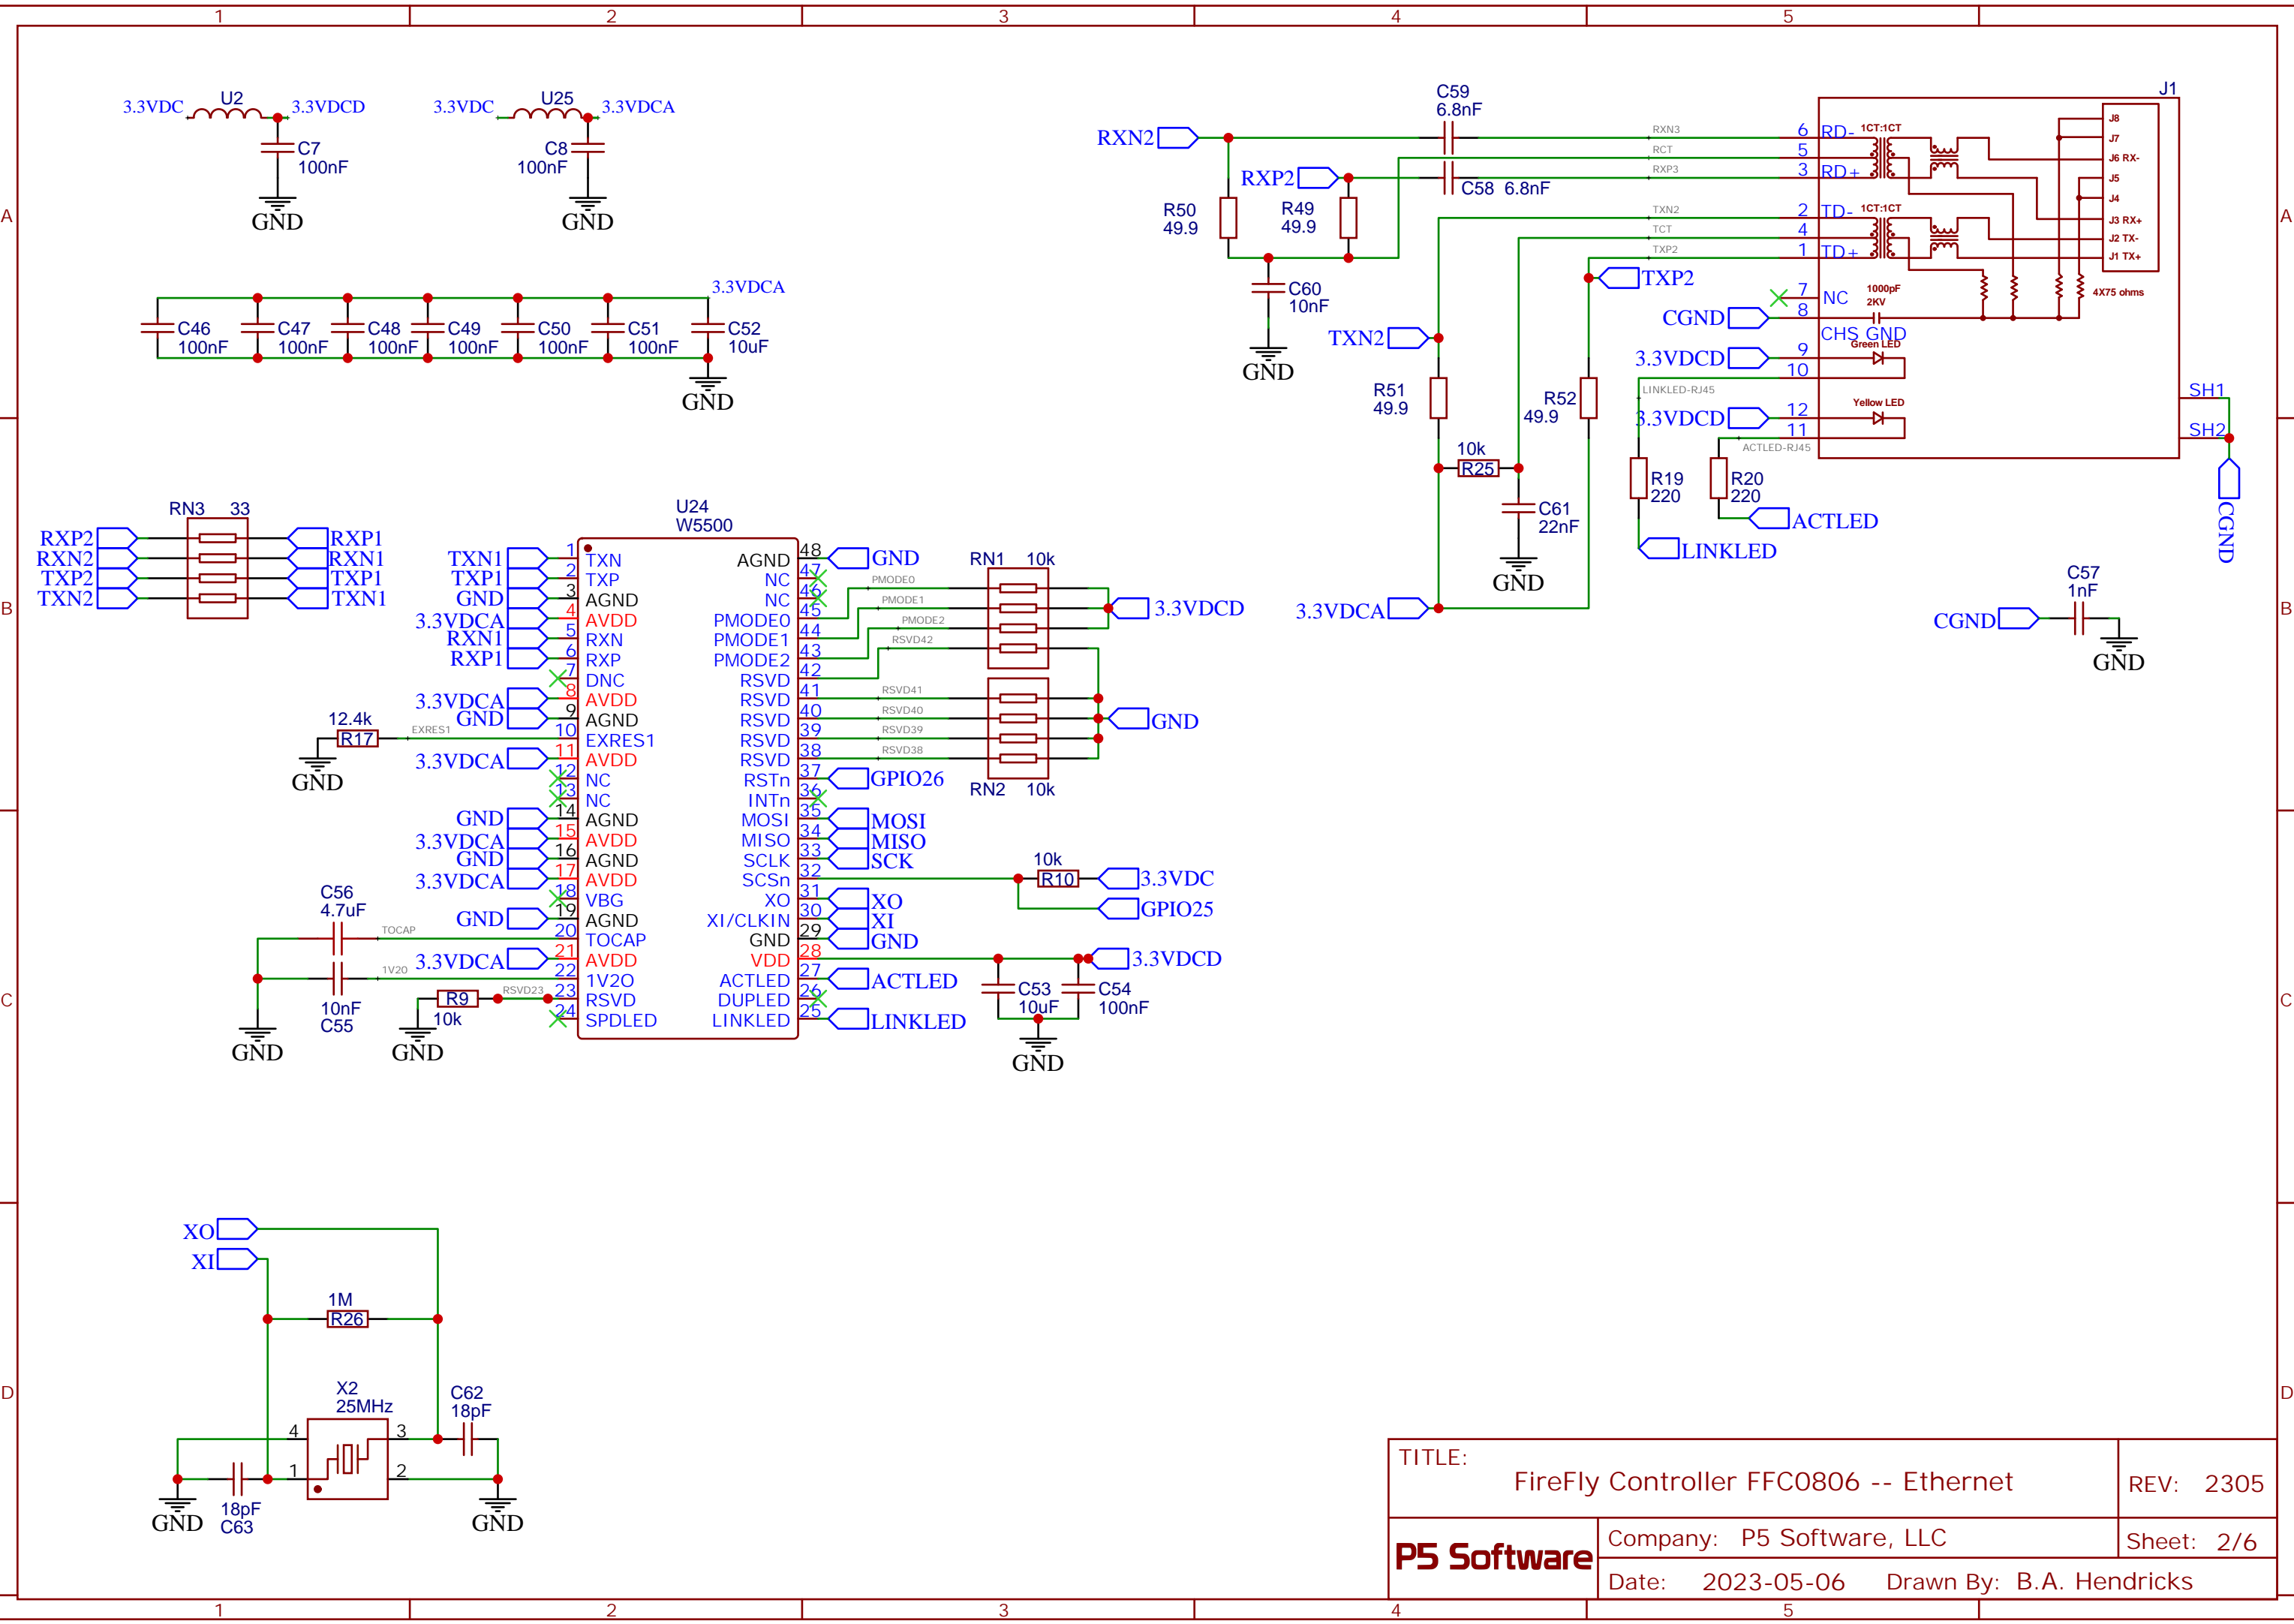 1 2 3 4 5
A
B
C
D
A
B
C
D
1 2 3 4 5
3.3VDC
U2
3.3VDCD
C7
100nF
GND
3.3VDC
U25
3.3VDCA
C8
100nF
GND
3.3VDCA
C46
100nF
C47
100nF
C48
100nF
C49
100nF
C50
100nF
C51
100nF
C52
10uF
GND
RXN2
C59
6.8nF
RXP2
C58 6.8nF
R50
49.9
R49
49.9
C60
10nF
GND
RXN3
RCT
RXP3
TXN2
TCT
TXP2
TXP2
TXN2
R51
49.9
R52
49.9
10k
R25
C61
22nF
GND
3.3VDCA
J1
6 RD-
5
3 RD+
2 TD-
4
1 TD+
7 NC
8
CHS GND
9
10
12
11
1CT:1CT
1CT:1CT
1000pF
2KV
Green LED
Yellow LED
4X75 ohms
J8
J7
J6 RX-
J5
J4
J3 RX+
J2 TX-
J1 TX+
SH1
SH2
CGND
CGND
3.3VDCD
LINKLED-RJ45
3.3VDCD
ACTLED-RJ45
R19
220
R20
220
ACTLED
LINKLED
C57
1nF
CGND
GND
RN3 33
RXP2 RXP1
RXN2 RXN1
TXP2 TXP1
TXN2 TXN1
U24
W5500
TXN1 1 TXN
TXP1 2 TXP
GND 3 AGND
3.3VDCA 4 AVDD
RXN1 5 RXN
RXP1 6 RXP
7 DNC
3.3VDCA 8 AVDD
GND 9 AGND
EXRES1 10 EXRES1
3.3VDCA 11 AVDD
12 NC
13 NC
GND 14 AGND
3.3VDCA 15 AVDD
GND 16 AGND
3.3VDCA 17 AVDD
18 VBG
GND 19 AGND
TOCAP 20 TOCAP
3.3VDCA 21 AVDD
1V2O 22 1V2O
RSVD23 23 RSVD
24 SPDLED
12.4k
R17
GND
C56
4.7uF
10nF
C55
GND
R9
10k
GND
AGND 48 GND
NC 47
NC 46
PMODE0 45 PMODE0
PMODE1 44 PMODE1
PMODE2 43 PMODE2
RSVD 42 RSVD42
RSVD 41 RSVD41
RSVD 40 RSVD40
RSVD 39 RSVD39
RSVD 38 RSVD38
RSTn 37 GPIO26
INTn 36
MOSI 35 MOSI
MISO 34 MISO
SCLK 33 SCK
SCSn 32
XO 31 XO
XI/CLKIN 30 XI
GND 29 GND
VDD 28
ACTLED 27 ACTLED
DUPLED 26
LINKLED 25 LINKLED
RN1 10k
3.3VDCD
GND
RN2 10k
10k
R10
3.3VDC
GPIO25
3.3VDCD
C53
10uF
C54
100nF
GND
XO
XI
1M
R26
X2
25MHz
C62
18pF
4 3
1 2
18pF
C63
GND
GND
TITLE:
FireFly Controller FFC0806 -- Ethernet
REV: 2305
P5 Software
Company: P5 Software, LLC
Sheet: 2/6
Date: 2023-05-06 Drawn By: B.A. Hendricks